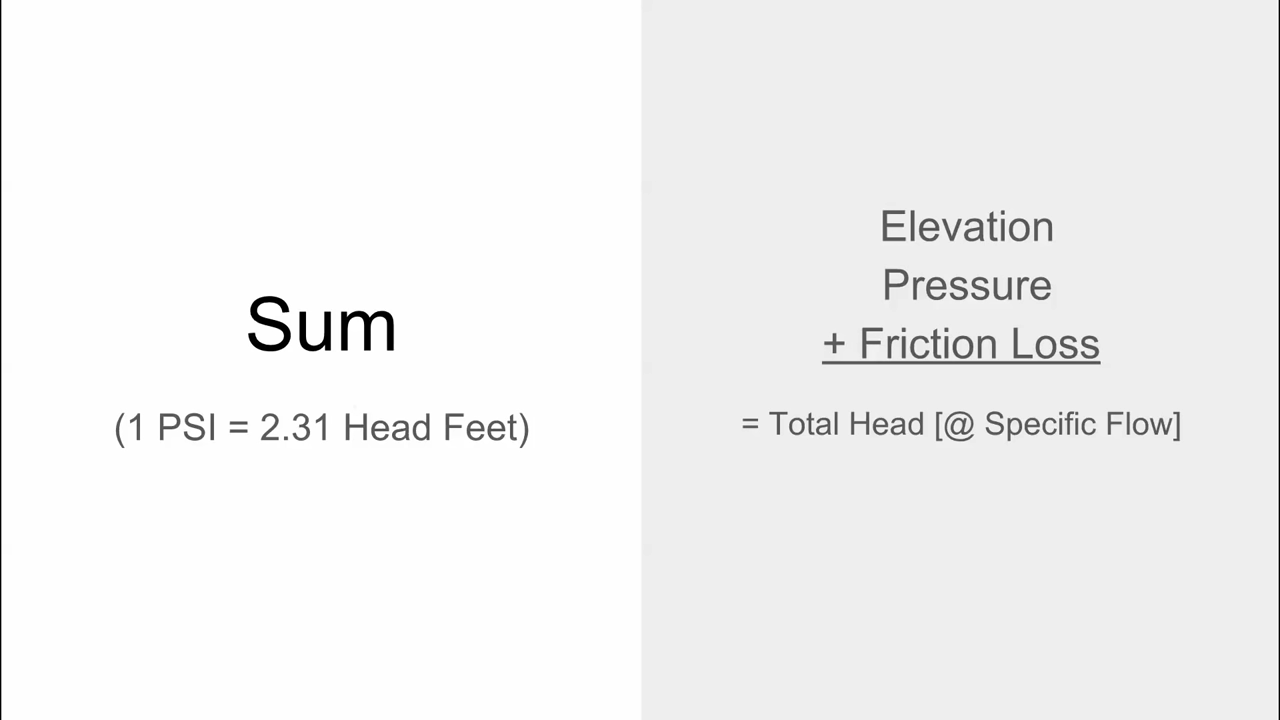 Sum
(1 PSI = 2.31 Head Feet)
Elevation
Pressure
+ Friction Loss
= Total Head [@ Specific Flow]